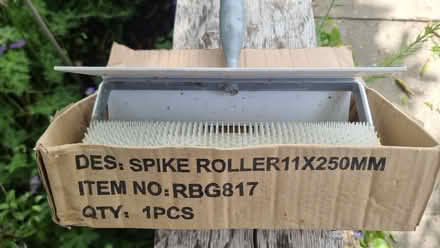 DES: SPIKE ROLLER11X250MM
ITEM NO:RBG817
QTY: 1PCS